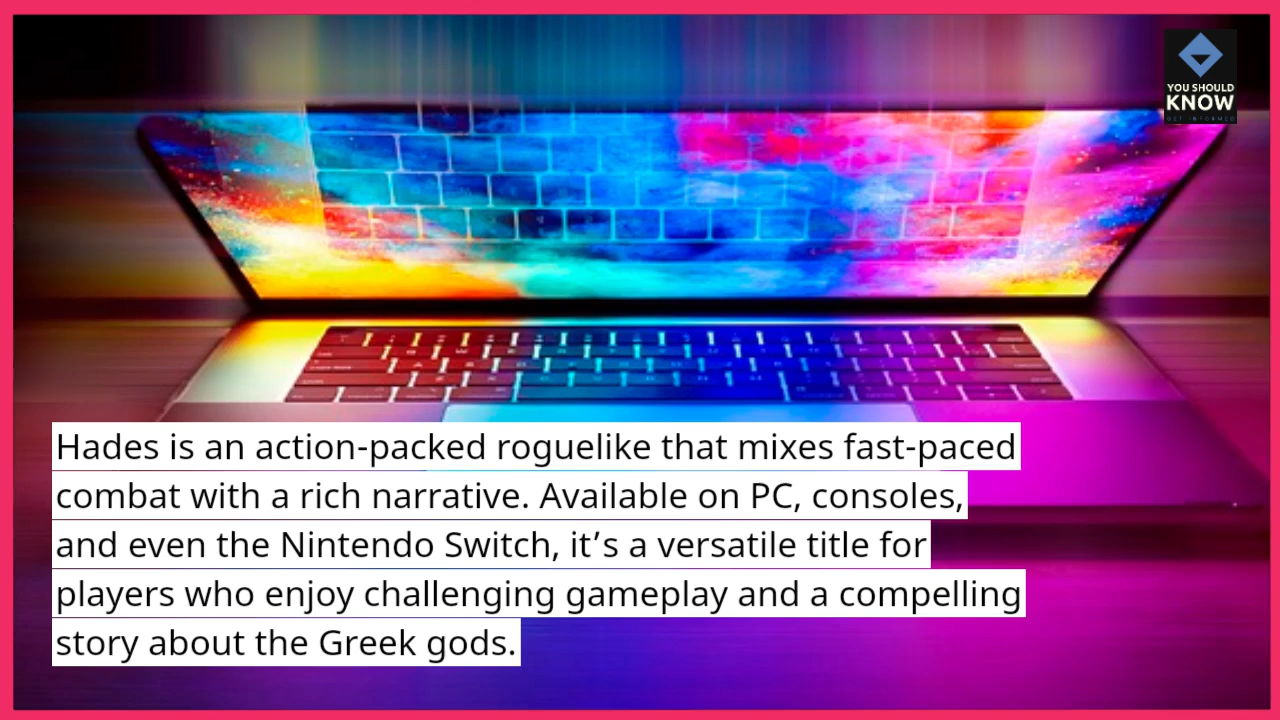 YOU SHOULD
KNOW
GET INFORMED
Hades is an action-packed roguelike that mixes fast-paced
combat with a rich narrative. Available on PC, consoles,
and even the Nintendo Switch, it’s a versatile title for
players who enjoy challenging gameplay and a compelling
story about the Greek gods.